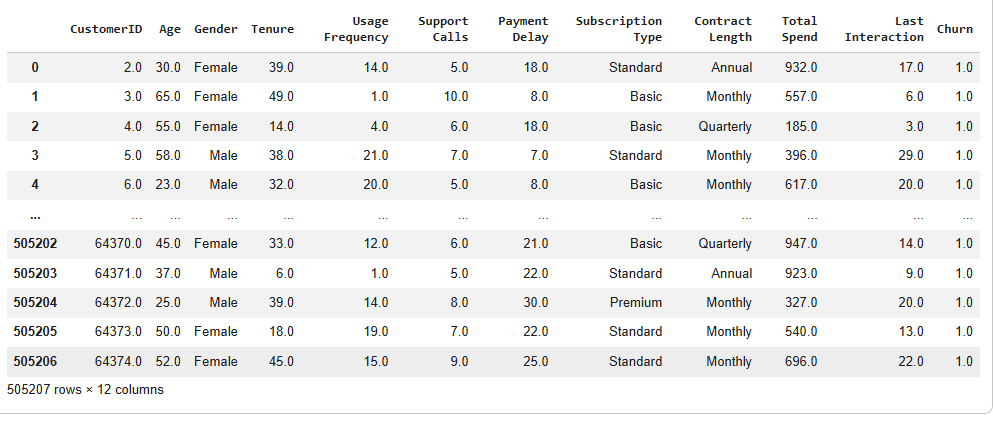 CustomerID Age Gender Tenure Usage Frequency Support Calls Payment Delay Subscription Type Contract Length Total Spend Last Interaction Churn
0 2.0 30.0 Female 39.0 14.0 5.0 18.0 Standard Annual 932.0 17.0 1.0
1 3.0 65.0 Female 49.0 1.0 10.0 8.0 Basic Monthly 557.0 6.0 1.0
2 4.0 55.0 Female 14.0 4.0 6.0 18.0 Basic Quarterly 185.0 3.0 1.0
3 5.0 58.0 Male 38.0 21.0 7.0 7.0 Standard Monthly 396.0 29.0 1.0
4 6.0 23.0 Male 32.0 20.0 5.0 8.0 Basic Monthly 617.0 20.0 1.0
... ... ... ... ... ... ... ... ... ... ... ... ...
505202 64370.0 45.0 Female 33.0 12.0 6.0 21.0 Basic Quarterly 947.0 14.0 1.0
505203 64371.0 37.0 Male 6.0 1.0 5.0 22.0 Standard Annual 923.0 9.0 1.0
505204 64372.0 25.0 Male 39.0 14.0 8.0 30.0 Premium Monthly 327.0 20.0 1.0
505205 64373.0 50.0 Female 18.0 19.0 7.0 22.0 Standard Monthly 540.0 13.0 1.0
505206 64374.0 52.0 Female 45.0 15.0 9.0 25.0 Standard Monthly 696.0 22.0 1.0
505207 rows × 12 columns